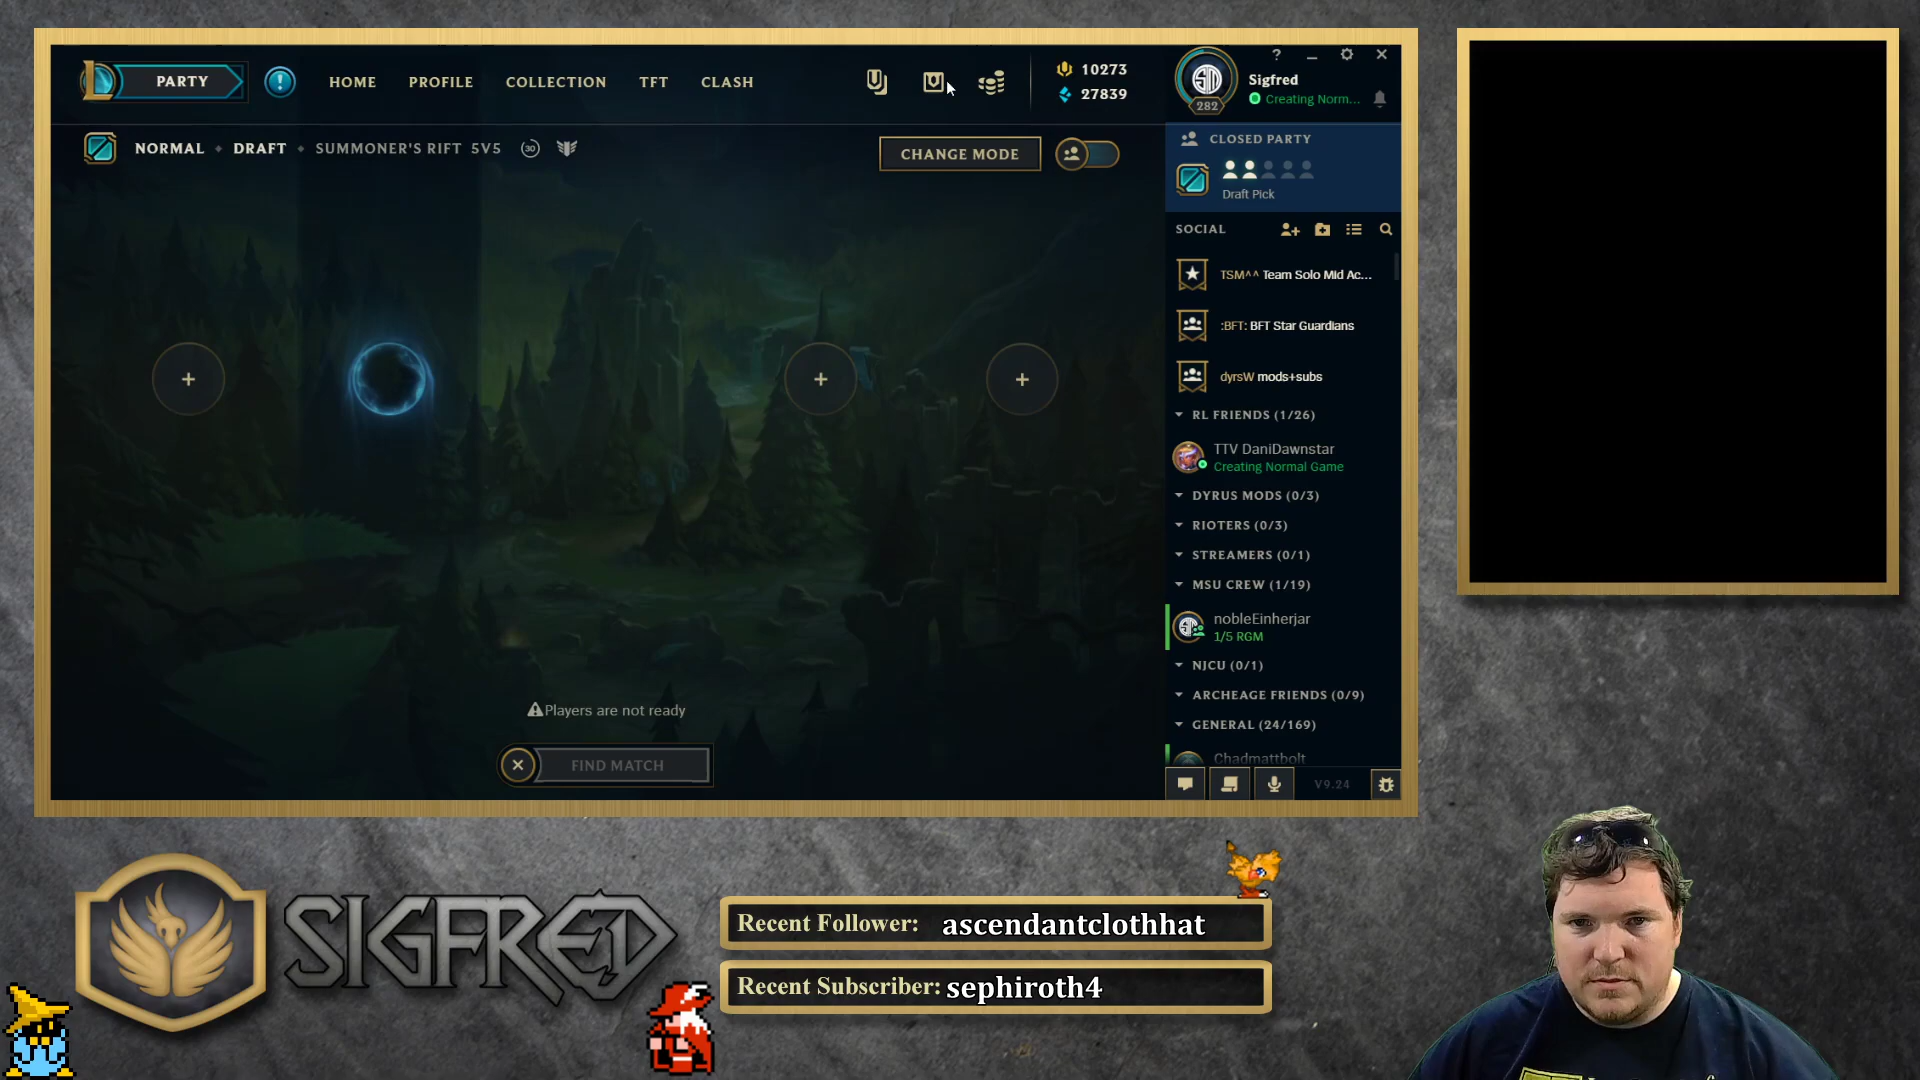 PARTY
HOME
PROFILE
COLLECTION
TFT
CLASH
10273
27839
282
?
Sigfred
Creating Norm...
NORMAL DRAFT SUMMONER'S RIFT 5V5 30
CHANGE MODE
CLOSED PARTY
Draft Pick
SOCIAL
TSM^^ Team Solo Mid Ac...
:BFT: BFT Star Guardians
dyrsW mods+subs
RL FRIENDS (1/26)
TTV DaniDawnstar
Creating Normal Game
DYRUS MODS (0/3)
RIOTERS (0/3)
STREAMERS (0/1)
MSU CREW (1/19)
nobleEinherjar
1/5 RGM
NJCU (0/1)
ARCHEAGE FRIENDS (0/9)
GENERAL (24/169)
Chadmattbolt
V9.24
Players are not ready
FIND MATCH
SIGFRED
Recent Follower: ascendantclothhat
Recent Subscriber: sephiroth4